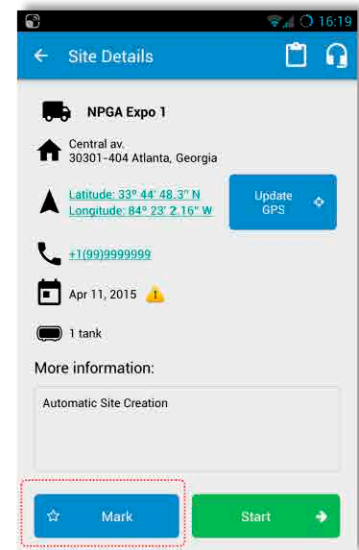 16:19
Site Details
NPGA Expo 1
Central av.
30301-404 Atlanta, Georgia
Latitude: 33º 44' 48.3" N
Longitude: 84º 23' 2.16" W
Update
GPS
+1(99)9999999
Apr 11, 2015
1 tank
More information:
Automatic Site Creation
Mark
Start